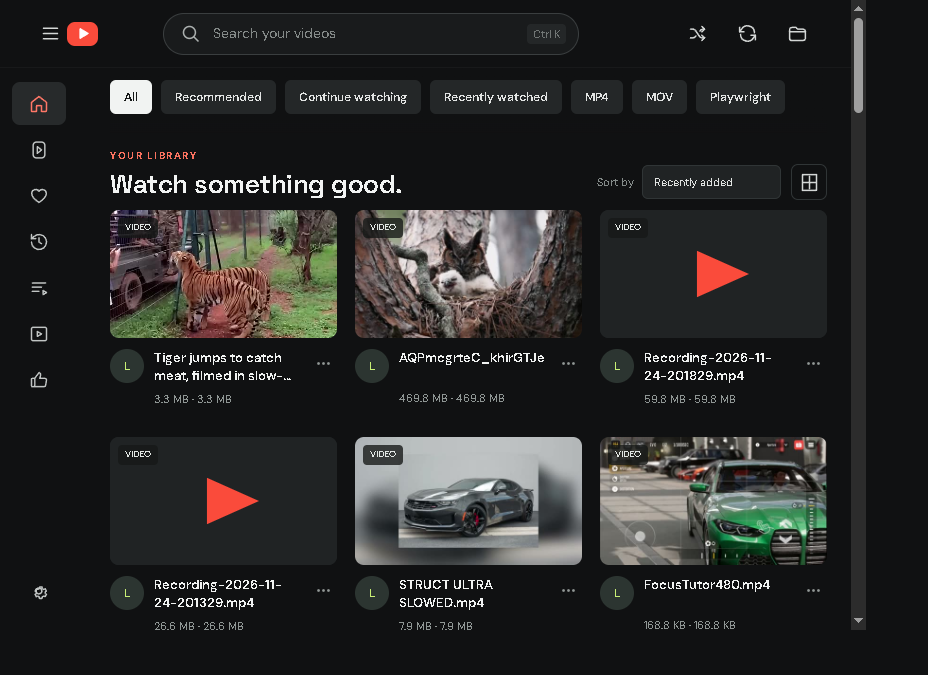 Search your videos
Ctrl K
All
Recommended
Continue watching
Recently watched
MP4
MOV
Playwright
YOUR LIBRARY
Watch something good.
Sort by
Recently added
VIDEO
VIDEO
VIDEO
L
Tiger jumps to catch
meat, filmed in slow-...
3.3 MB · 3.3 MB
L
AQPmcgrteC_khirGTJe
469.8 MB · 469.8 MB
L
Recording-2026-11-
24-201829.mp4
59.8 MB · 59.8 MB
VIDEO
VIDEO
VIDEO
L
Recording-2026-11-
24-201329.mp4
26.6 MB · 26.6 MB
L
STRUCT ULTRA
SLOWED.mp4
7.9 MB · 7.9 MB
L
FocusTutor480.mp4
168.8 KB · 168.8 KB